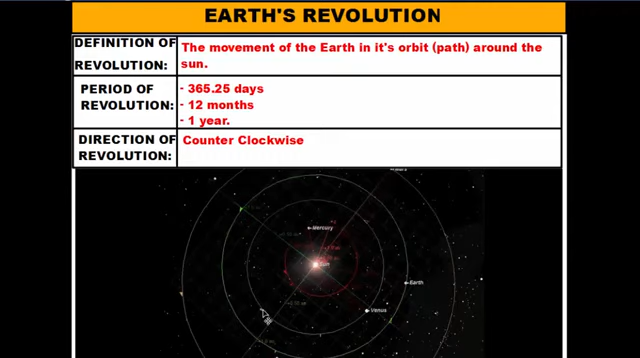 EARTH'S REVOLUTION
DEFINITION OF
REVOLUTION:
The movement of the Earth in it's orbit (path) around the
sun.
PERIOD OF
REVOLUTION:
- 365.25 days
- 12 months
- 1 year.
DIRECTION OF
REVOLUTION:
Counter Clockwise
Mercury
Sun
Earth
Venus